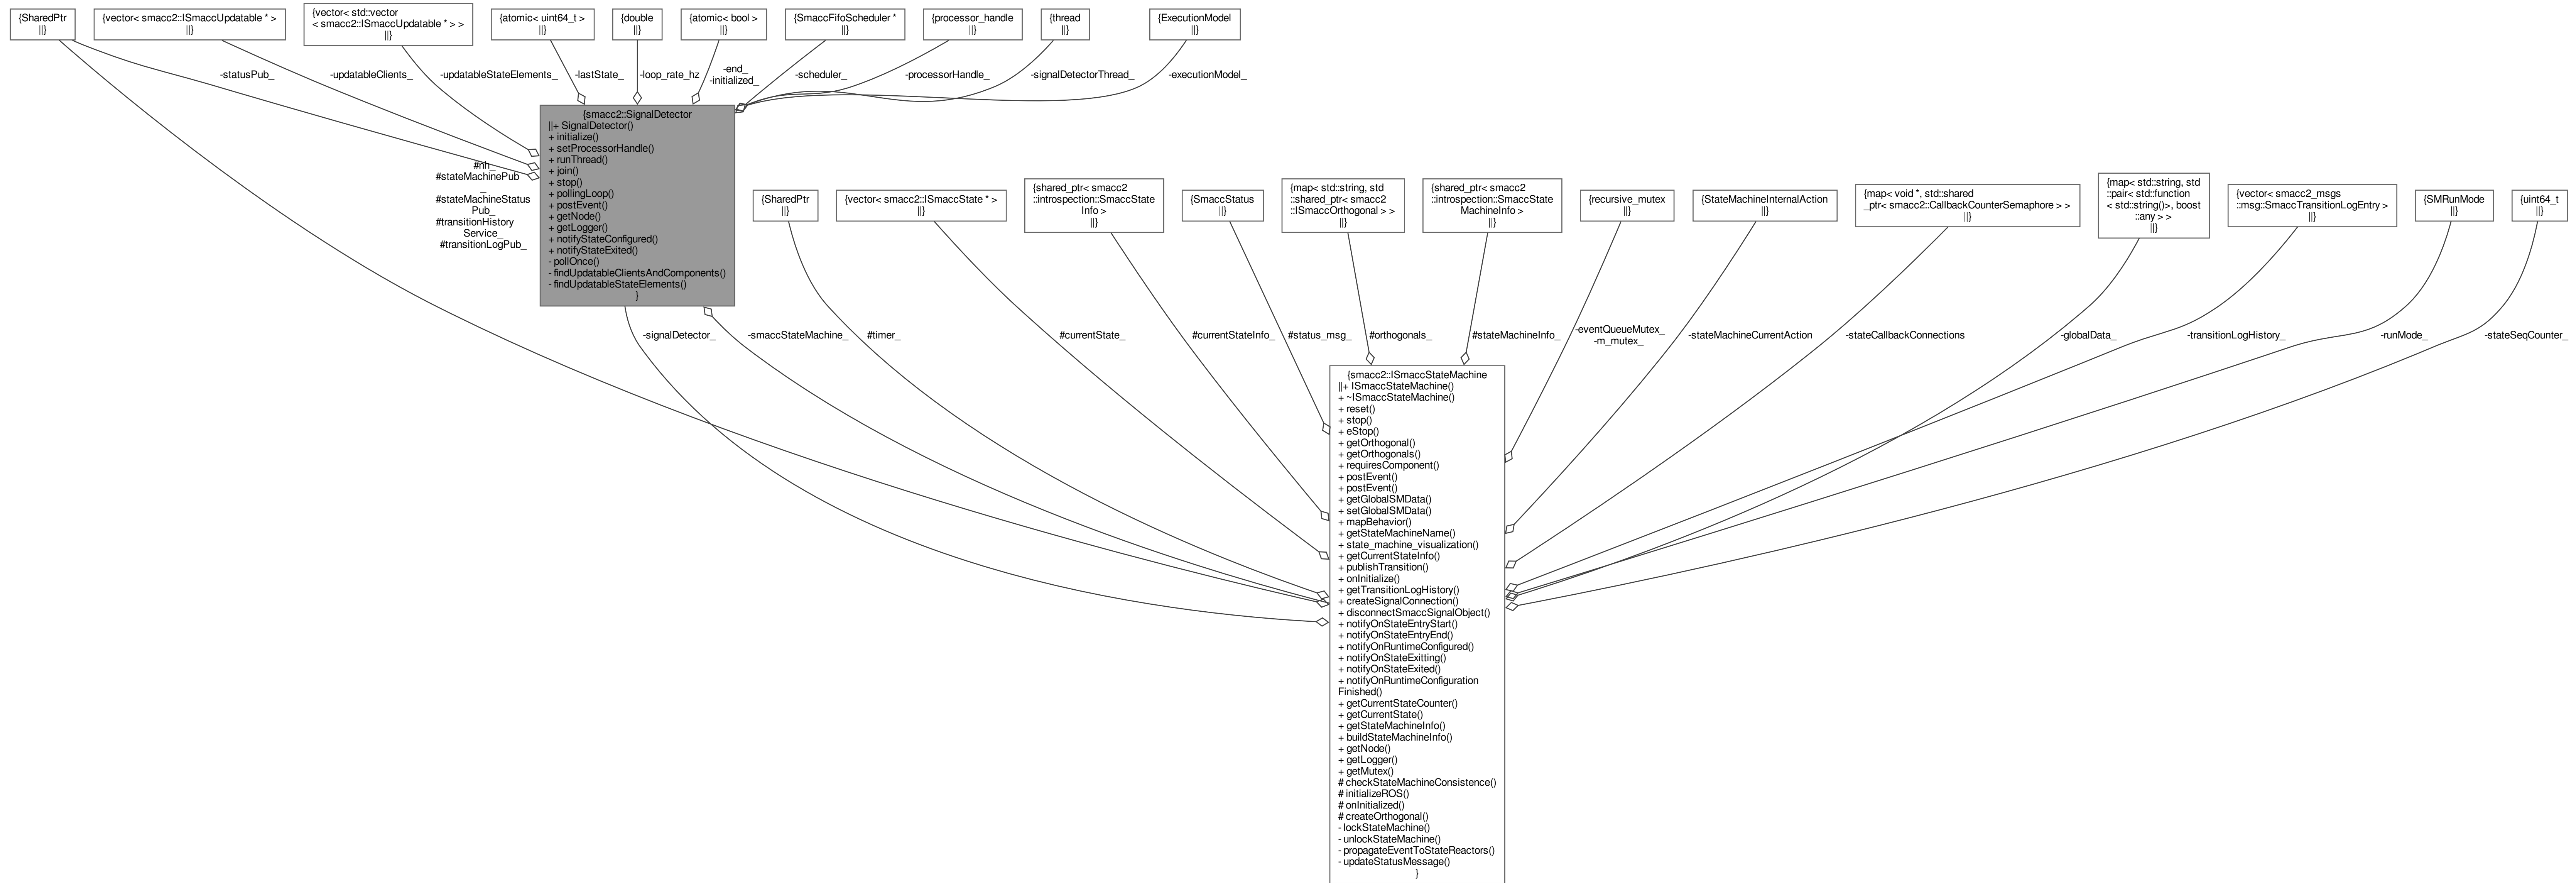 {SharedPtr
||}
{vector< smacc2::ISmaccUpdatable * >
||}
{vector< std::vector
< smacc2::ISmaccUpdatable * > >
||}
{atomic< uint64_t >
||}
{double
||}
{atomic< bool >
||}
{SmaccFifoScheduler *
||}
{processor_handle
||}
{thread
||}
{ExecutionModel
||}
-statusPub_
-updatableClients_
-updatableStateElements_
-lastState_
-loop_rate_hz
-end_
-initialized_
-scheduler_
-processorHandle_
-signalDetectorThread_
-executionModel_
{smacc2::SignalDetector
||+ SignalDetector()
+ initialize()
+ setProcessorHandle()
+ runThread()
+ join()
+ stop()
+ pollingLoop()
+ postEvent()
+ getNode()
+ getLogger()
+ notifyStateConfigured()
+ notifyStateExited()
- pollOnce()
- findUpdatableClientsAndComponents()
- findUpdatableStateElements()
}
#nh_
#stateMachinePub
_
#stateMachineStatus
Pub_
#transitionHistory
Service_
#transitionLogPub_
{SharedPtr
||}
{vector< smacc2::ISmaccState * >
||}
{shared_ptr< smacc2
::introspection::SmaccState
Info >
||}
{SmaccStatus
||}
{map< std::string, std
::shared_ptr< smacc2
::ISmaccOrthogonal > >
||}
{shared_ptr< smacc2
::introspection::SmaccState
MachineInfo >
||}
{recursive_mutex
||}
{StateMachineInternalAction
||}
{map< void *, std::shared
_ptr< smacc2::CallbackCounterSemaphore > >
||}
{map< std::string, std
::pair< std::function
< std::string()>, boost
::any > >
||}
{vector< smacc2_msgs
::msg::SmaccTransitionLogEntry >
||}
{SMRunMode
||}
{uint64_t
||}
-signalDetector_
-smaccStateMachine_
#timer_
#currentState_
#currentStateInfo_
#status_msg_
#orthogonals_
#stateMachineInfo_
-eventQueueMutex_
-m_mutex_
-stateMachineCurrentAction
-stateCallbackConnections
-globalData_
-transitionLogHistory_
-runMode_
-stateSeqCounter_
{smacc2::ISmaccStateMachine
||+ ISmaccStateMachine()
+ ~ISmaccStateMachine()
+ reset()
+ stop()
+ eStop()
+ getOrthogonal()
+ getOrthogonals()
+ requiresComponent()
+ postEvent()
+ postEvent()
+ getGlobalSMData()
+ setGlobalSMData()
+ mapBehavior()
+ getStateMachineName()
+ state_machine_visualization()
+ getCurrentStateInfo()
+ publishTransition()
+ onInitialize()
+ getTransitionLogHistory()
+ createSignalConnection()
+ disconnectSmaccSignalObject()
+ notifyOnStateEntryStart()
+ notifyOnStateEntryEnd()
+ notifyOnRuntimeConfigured()
+ notifyOnStateExitting()
+ notifyOnStateExited()
+ notifyOnRuntimeConfiguration
Finished()
+ getCurrentStateCounter()
+ getCurrentState()
+ getStateMachineInfo()
+ buildStateMachineInfo()
+ getNode()
+ getLogger()
+ getMutex()
# checkStateMachineConsistence()
# initializeROS()
# onInitialized()
# createOrthogonal()
- lockStateMachine()
- unlockStateMachine()
- propagateEventToStateReactors()
- updateStatusMessage()
}